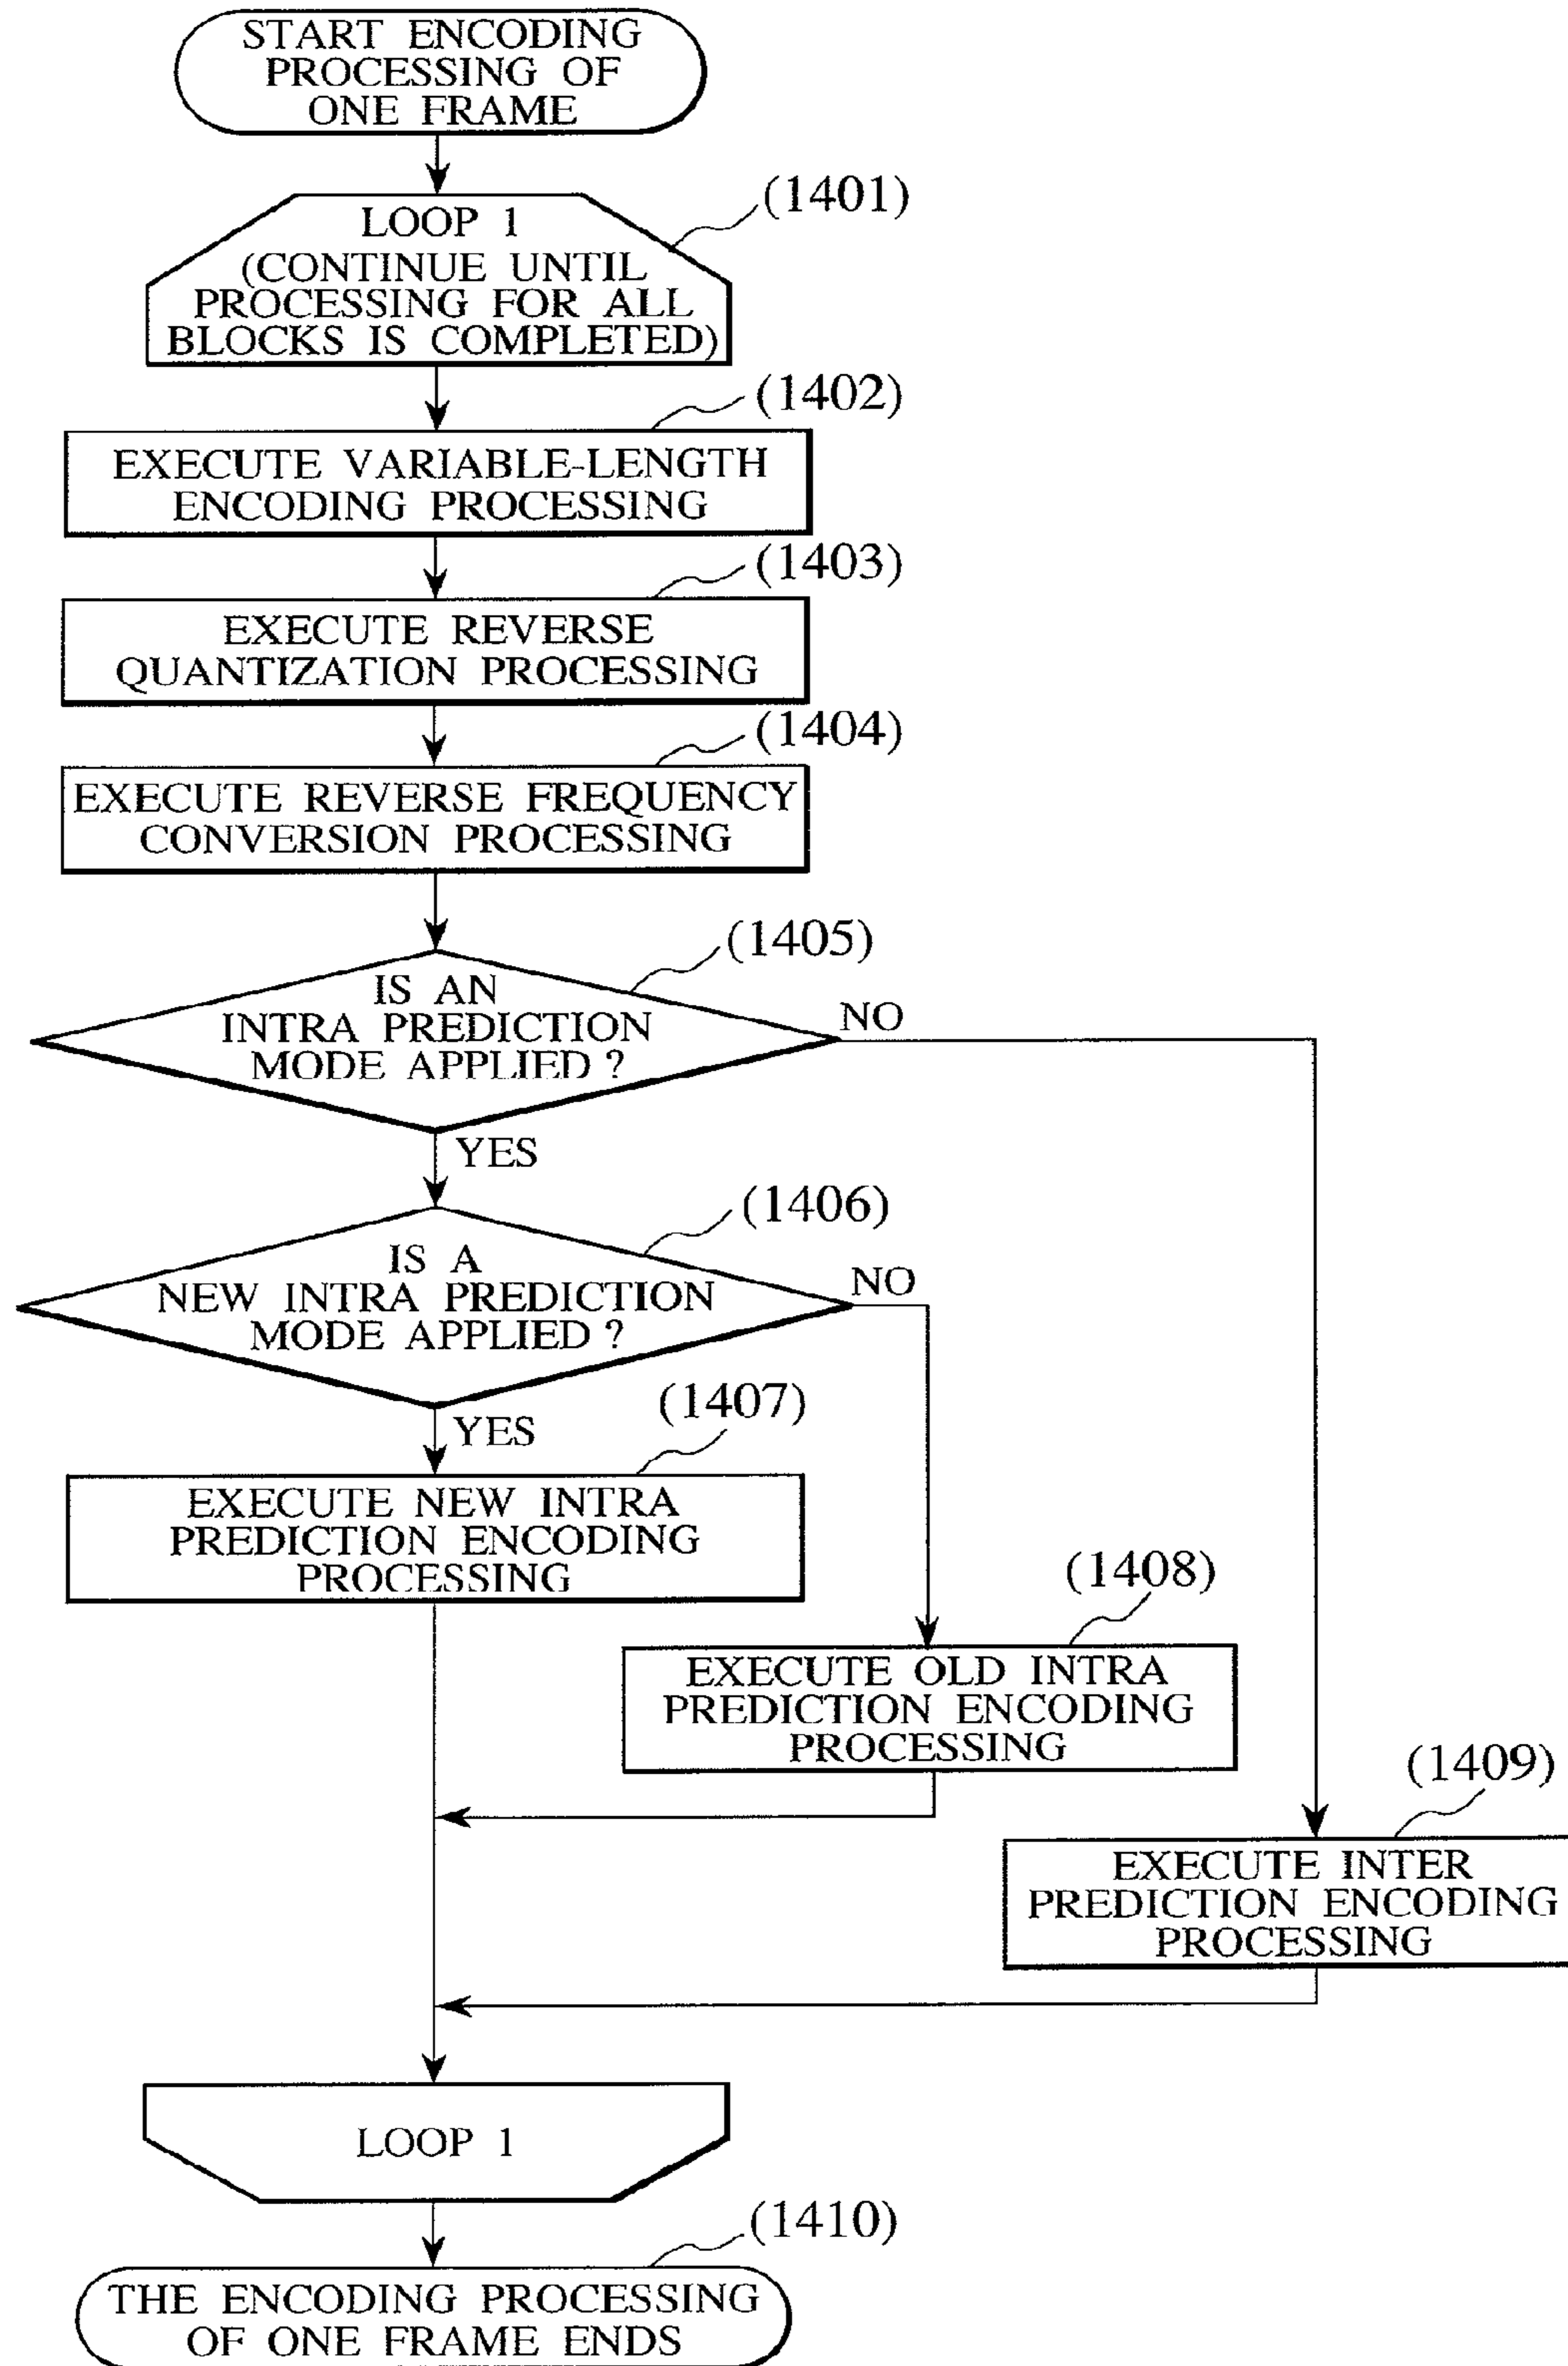 START ENCODING
PROCESSING OF
ONE FRAME
(1401)
LOOP 1
(CONTINUE UNTIL
PROCESSING FOR ALL
BLOCKS IS COMPLETED)
(1402)
EXECUTE VARIABLE-LENGTH
ENCODING PROCESSING
(1403)
EXECUTE REVERSE
QUANTIZATION PROCESSING
(1404)
EXECUTE REVERSE FREQUENCY
CONVERSION PROCESSING
(1405)
IS AN
INTRA PREDICTION
MODE APPLIED ?
NO
YES
(1406)
IS A
NEW INTRA PREDICTION
MODE APPLIED ?
NO
YES
(1407)
EXECUTE NEW INTRA
PREDICTION ENCODING
PROCESSING
(1408)
EXECUTE OLD INTRA
PREDICTION ENCODING
PROCESSING
(1409)
EXECUTE INTER
PREDICTION ENCODING
PROCESSING
LOOP 1
(1410)
THE ENCODING PROCESSING
OF ONE FRAME ENDS